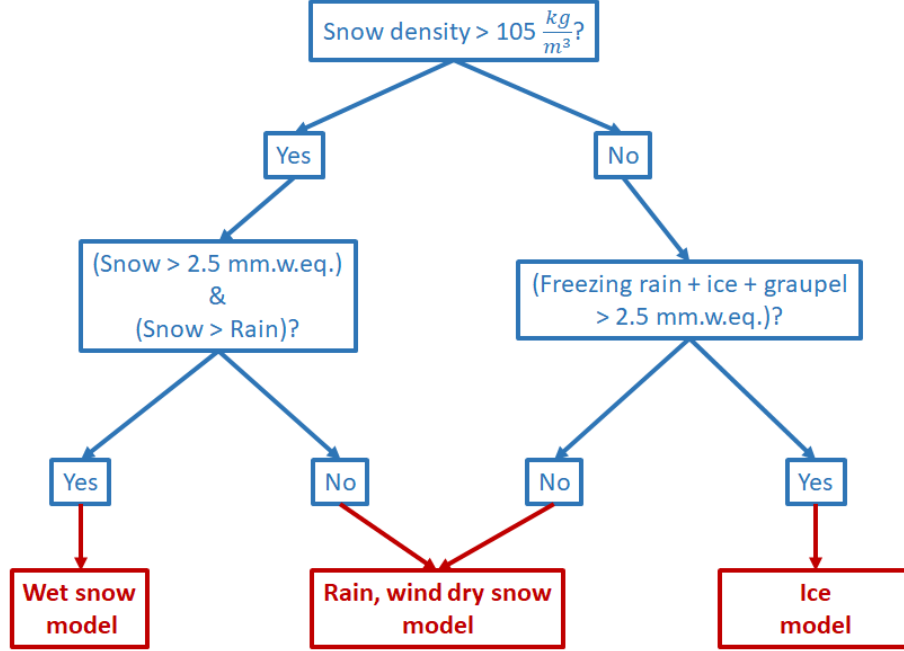 Snow density > 105 kg/m³?
Yes
No
(Snow > 2.5 mm.w.eq.)
&
(Snow > Rain)?
(Freezing rain + ice + graupel
> 2.5 mm.w.eq.)?
Yes
No
No
Yes
Wet snow
model
Rain, wind dry snow
model
Ice
model